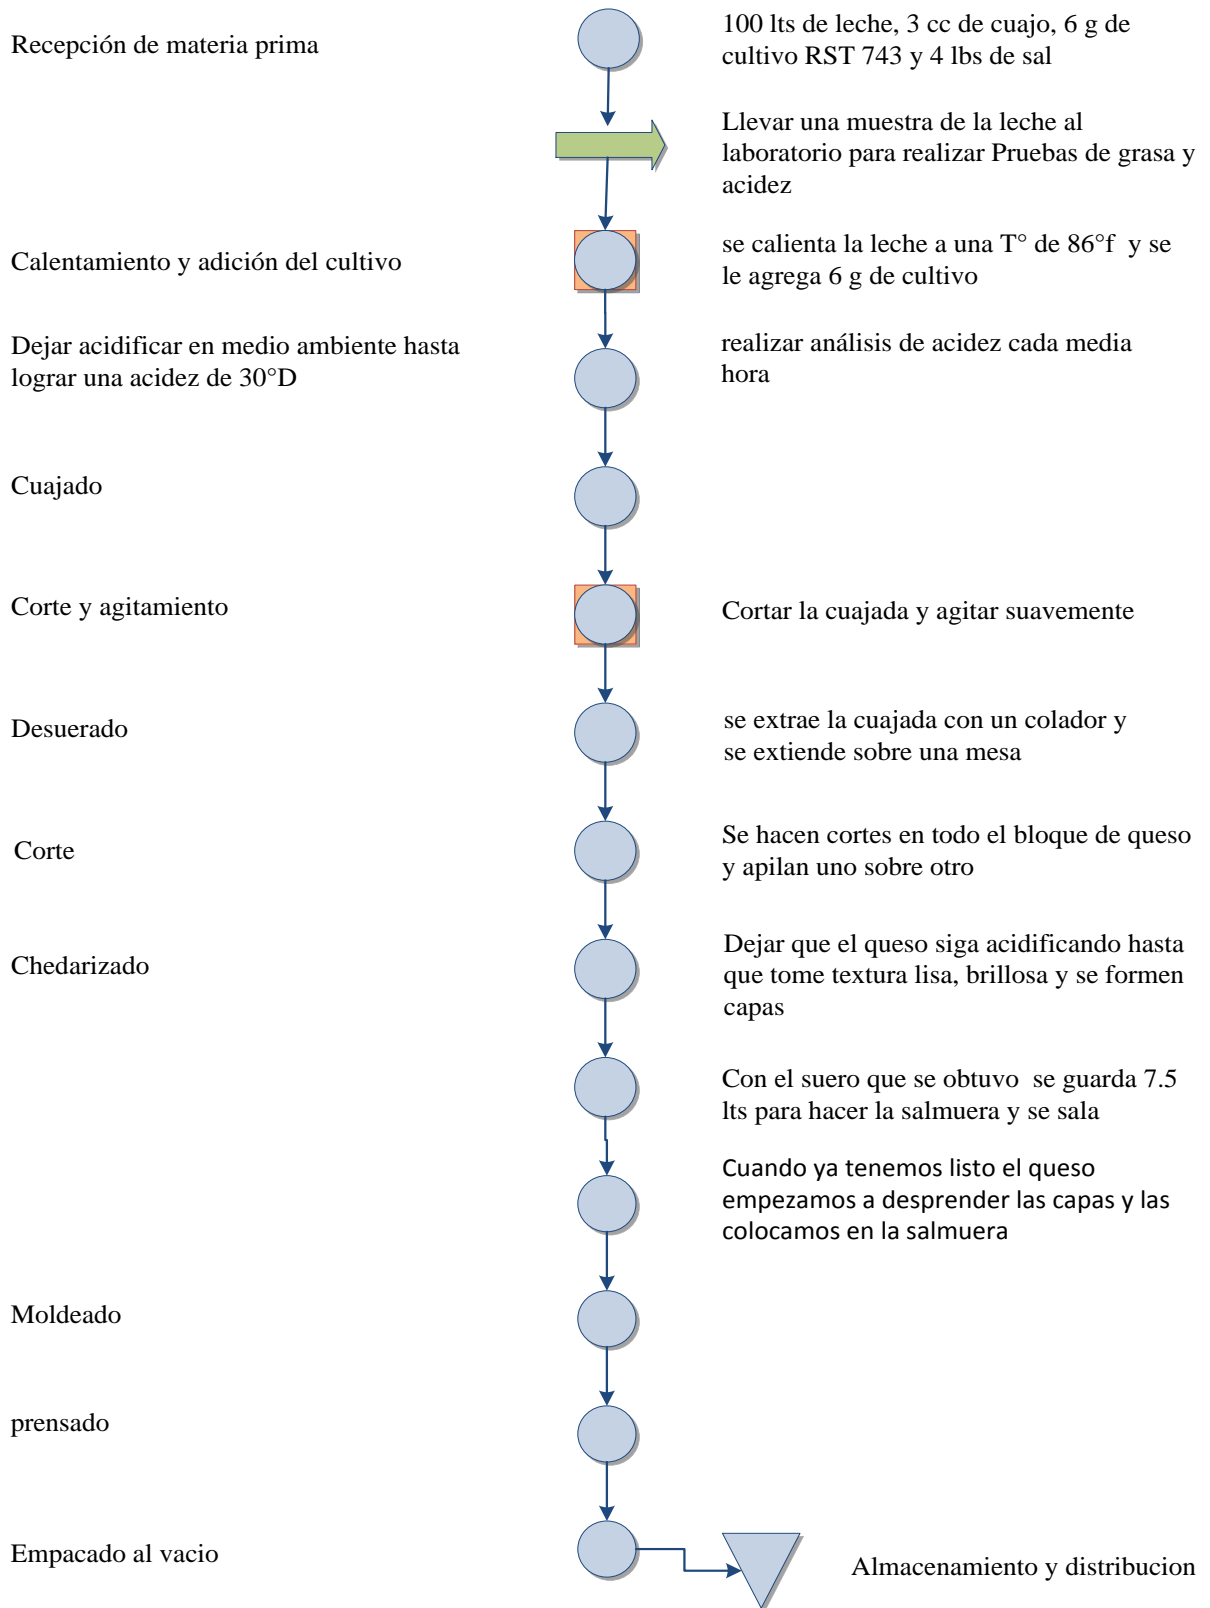 Recepción de materia prima
100 lts de leche, 3 cc de cuajo, 6 g de
cultivo RST 743 y 4 lbs de sal
Llevar una muestra de la leche al
laboratorio para realizar Pruebas de grasa y
acidez
Calentamiento y adición del cultivo
se calienta la leche a una T° de 86°f  y se
le agrega 6 g de cultivo
Dejar acidificar en medio ambiente hasta
lograr una acidez de 30°D
realizar análisis de acidez cada media
hora
Cuajado
Corte y agitamiento
Cortar la cuajada y agitar suavemente
Desuerado
se extrae la cuajada con un colador y
se extiende sobre una mesa
Corte
Se hacen cortes en todo el bloque de queso
y apilan uno sobre otro
Chedarizado
Dejar que el queso siga acidificando hasta
que tome textura lisa, brillosa y se formen
capas
Con el suero que se obtuvo  se guarda 7.5
lts para hacer la salmuera y se sala
Cuando ya tenemos listo el queso
empezamos a desprender las capas y las
colocamos en la salmuera
Moldeado
prensado
Empacado al vacio
Almacenamiento y distribucion